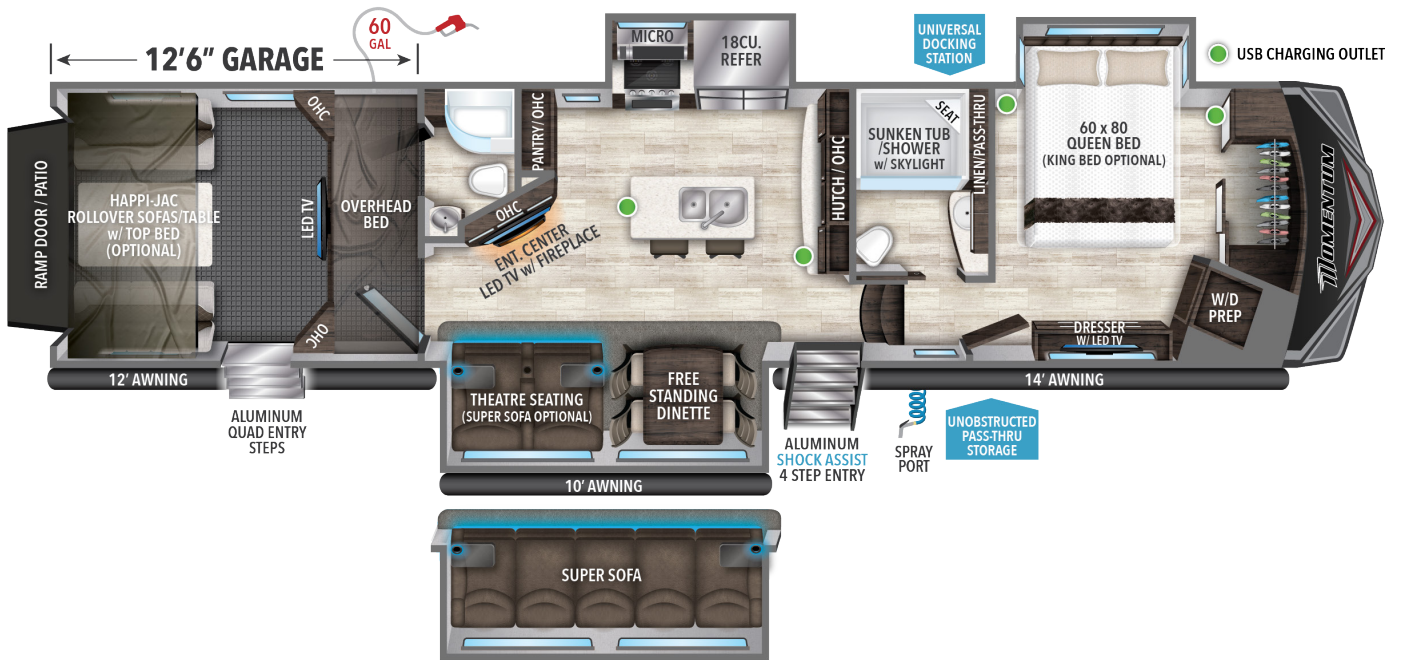 60
GAL
12'6" GARAGE
MICRO
18CU.
REFER
UNIVERSAL
DOCKING
STATION
USB CHARGING OUTLET
RAMP DOOR / PATIO
HAPPI-JAC
ROLLOVER SOFAS/TABLE
w/ TOP BED
(OPTIONAL)
OHC
LED TV
OHC
OVERHEAD
BED
PANTRY / OHC
OHC
ENT. CENTER
LED TV w/ FIREPLACE
HUTCH / OHC
SEAT
SUNKEN TUB
/SHOWER
w/ SKYLIGHT
LINEN/PASS-THRU
60 x 80
QUEEN BED
(KING BED OPTIONAL)
MOMENTUM
W/D
PREP
DRESSER
W/ LED TV
12' AWNING
THEATRE SEATING
(SUPER SOFA OPTIONAL)
FREE
STANDING
DINETTE
14' AWNING
ALUMINUM
QUAD ENTRY
STEPS
ALUMINUM
SHOCK ASSIST
4 STEP ENTRY
SPRAY
PORT
UNOBSTRUCTED
PASS-THRU
STORAGE
10' AWNING
SUPER SOFA